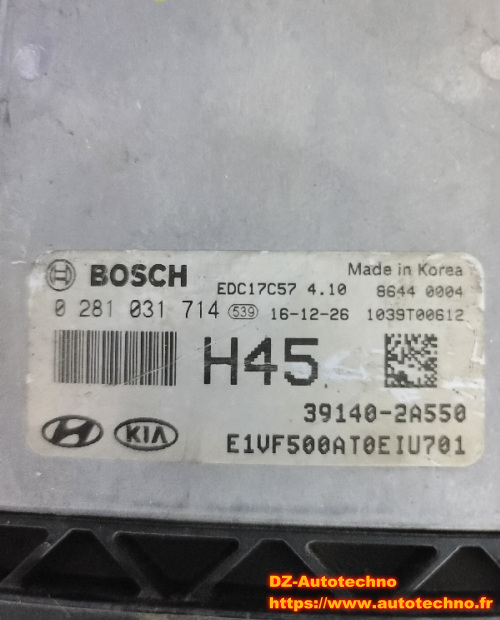 BOSCH
EDC17C57 4.10
Made in Korea
8644 0004
0 281 031 714 539 16-12-26 1039T00612
H45
39140-2A550
KIA
E1VF500AT0EIU701
DZ-Autotechno
https://www.autotechno.fr